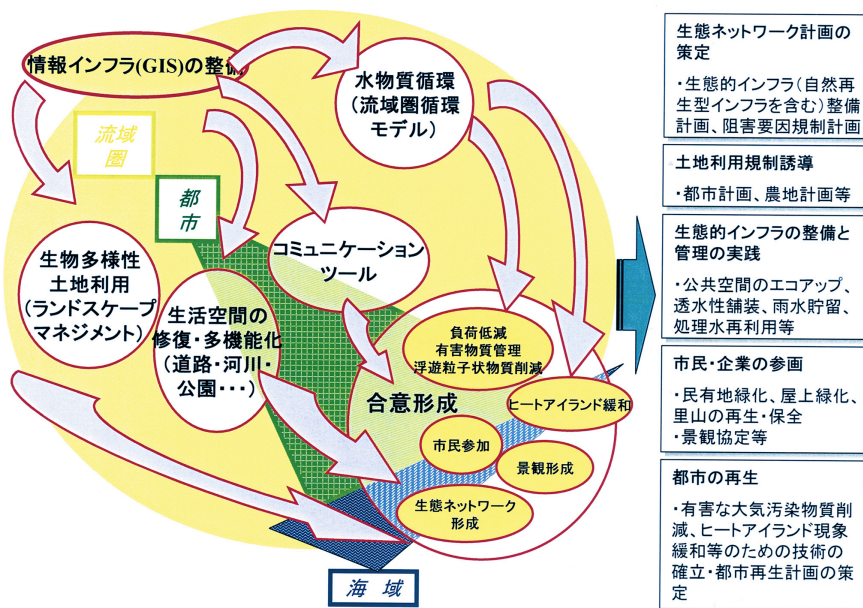 情報インフラ(GIS)の整備
流域
圏
都
市
水物質循環
(流域圏循環
モデル)
コミュニケーション
ツール
生物多様性
土地利用
(ランドスケープ
マネジメント)
生活空間の
修復・多機能化
(道路・河川・
公園・・・)
負荷低減
有害物質管理
浮遊粒子状物質削減
合意形成
ヒートアイランド緩和
市民参加
景観形成
生態ネットワーク
形成
海 域
生態ネットワーク計画の
策定
・生態的インフラ(自然再
生型インフラを含む)整備
計画、阻害要因規制計画
土地利用規制誘導
・都市計画、農地計画等
生態的インフラの整備と
管理の実践
・公共空間のエコアップ、
透水性舗装、雨水貯留、
処理水再利用等
市民・企業の参画
・民有地緑化、屋上緑化、
里山の再生・保全
・景観協定等
都市の再生
・有害な大気汚染物質削
減、ヒートアイランド現象
緩和等のための技術の
確立・都市再生計画の策
定